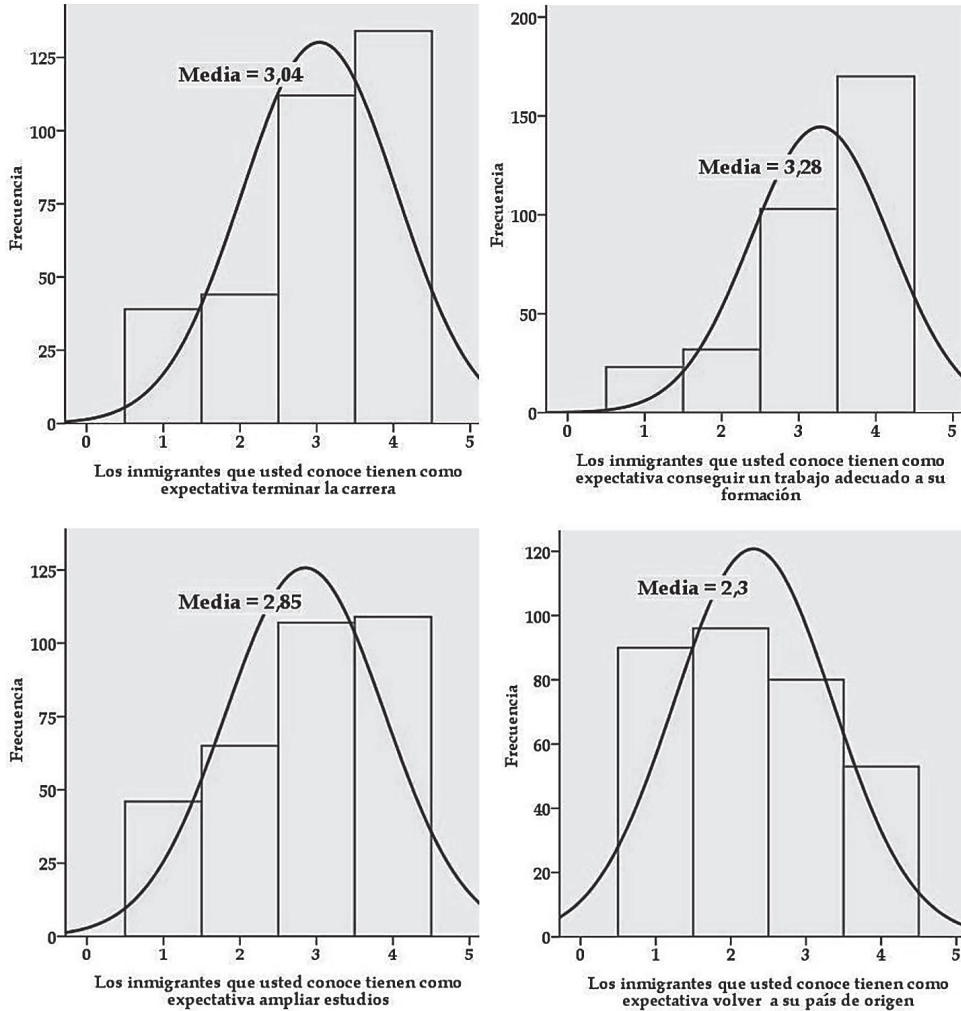 Frecuencia
125
100
75
50
25
0
Media = 3,04
0 1 2 3 4 5
Los inmigrantes que usted conoce tienen como
expectativa terminar la carrera
Frecuencia
200
150
100
50
0
Media = 3,28
0 1 2 3 4 5
Los inmigrantes que usted conoce tienen como
expectativa conseguir un trabajo adecuado a su
formación
Frecuencia
125
100
75
50
25
0
Media = 2,85
0 1 2 3 4 5
Los inmigrantes que usted conoce tienen como
expectativa ampliar estudios
Frecuencia
120
100
80
60
40
20
0
Media = 2,3
0 1 2 3 4 5
Los inmigrantes que usted conoce tienen como
expectativa volver a su país de origen